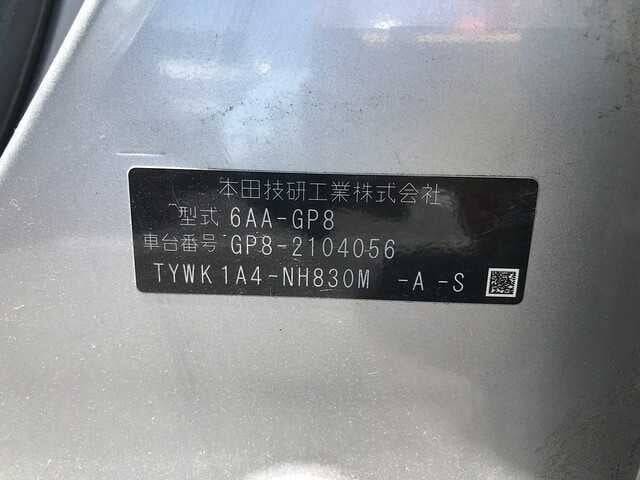 本田技研工業株式会社
型式 6AA-GP8
車台番号 GP8-2104056
TYWK1A4-NH830M -A -S